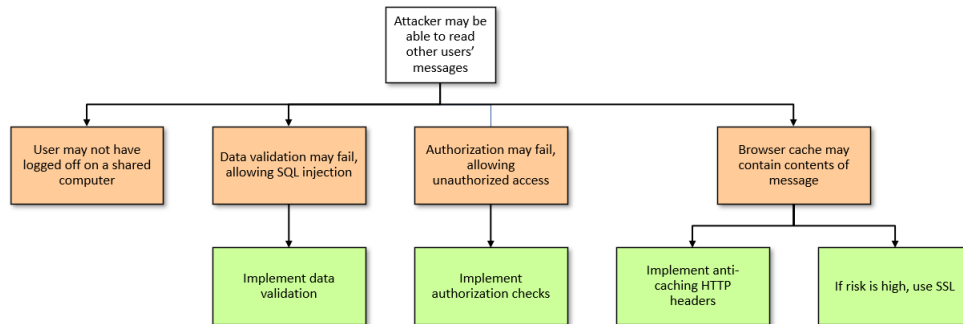 Attacker may be
able to read
other users'
messages
User may not have
logged off on a shared
computer
Data validation may fail,
allowing SQL injection
Authorization may fail,
allowing
unauthorized access
Browser cache may
contain contents of
message
Implement data
validation
Implement
authorization checks
Implement anti-
caching HTTP
headers
If risk is high, use SSL